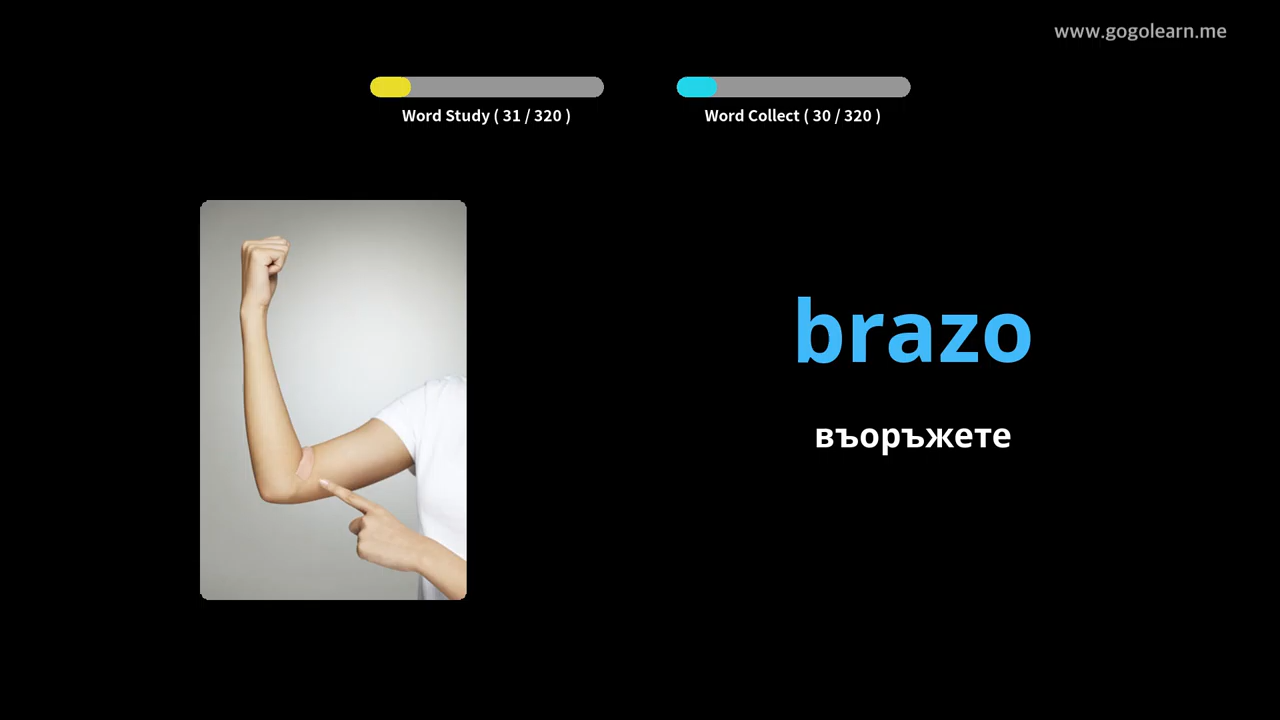 www.gogolearn.me
Word Study ( 31 / 320 )
Word Collect ( 30 / 320 )
brazo
въоръжете